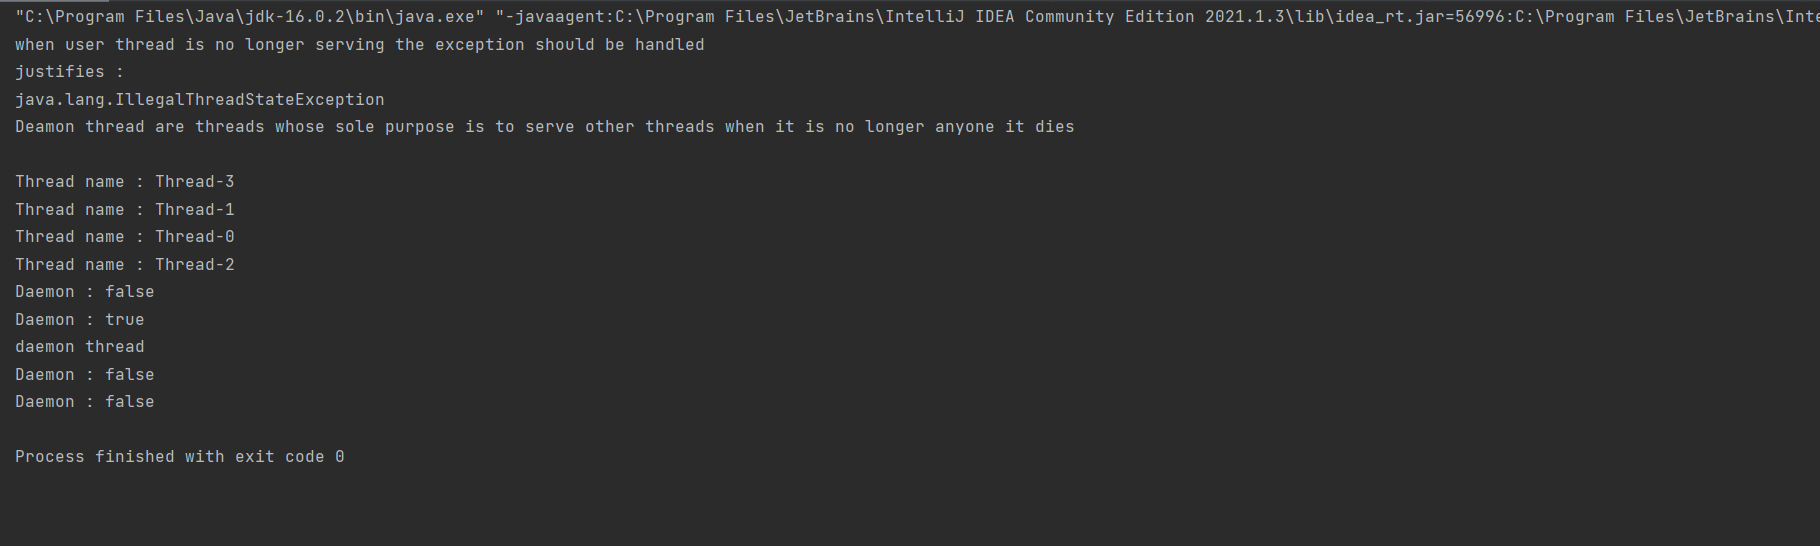 "C:\Program Files\Java\jdk-16.0.2\bin\java.exe" "-javaagent:C:\Program Files\JetBrains\IntelliJ IDEA Community Edition 2021.1.3\lib\idea_rt.jar=56996:C:\Program Files\JetBrains\Inte
when user thread is no longer serving the exception should be handled
justifies :
java.lang.IllegalThreadStateException
Deamon thread are threads whose sole purpose is to serve other threads when it is no longer anyone it dies
Thread name : Thread-3
Thread name : Thread-1
Thread name : Thread-0
Thread name : Thread-2
Daemon : false
Daemon : true
daemon thread
Daemon : false
Daemon : false
Process finished with exit code 0